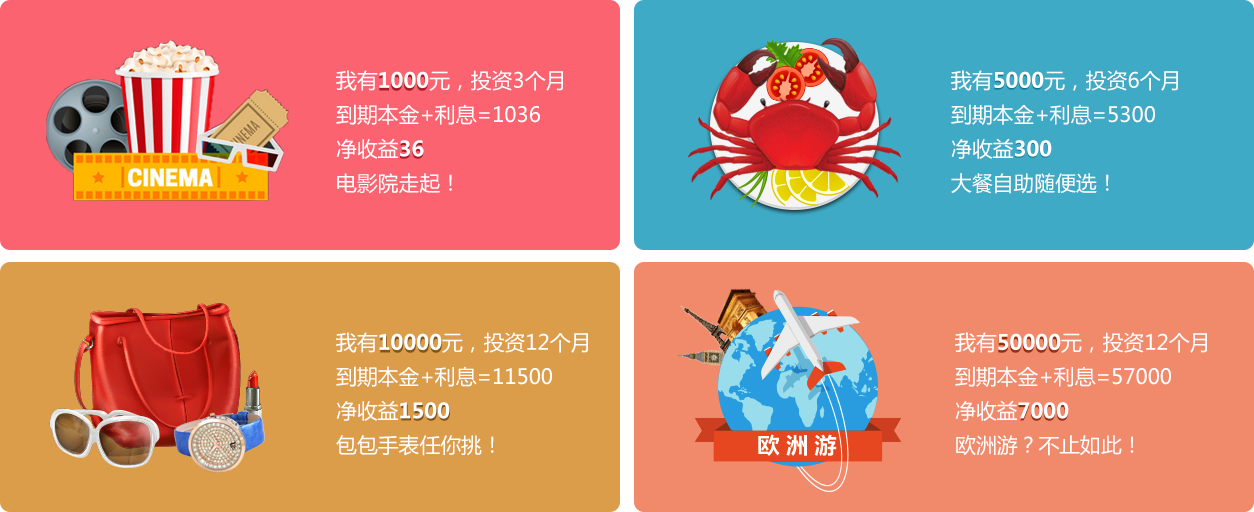 我有1000元，投资3个月
到期本金+利息=1036
净收益36
电影院走起！
CINEMA
CINEMA
我有5000元，投资6个月
到期本金+利息=5300
净收益300
大餐自助随便选！
我有10000元，投资12个月
到期本金+利息=11500
净收益1500
包包手表任你挑！
我有50000元，投资12个月
到期本金+利息=57000
净收益7000
欧洲游？不止如此！
欧洲游